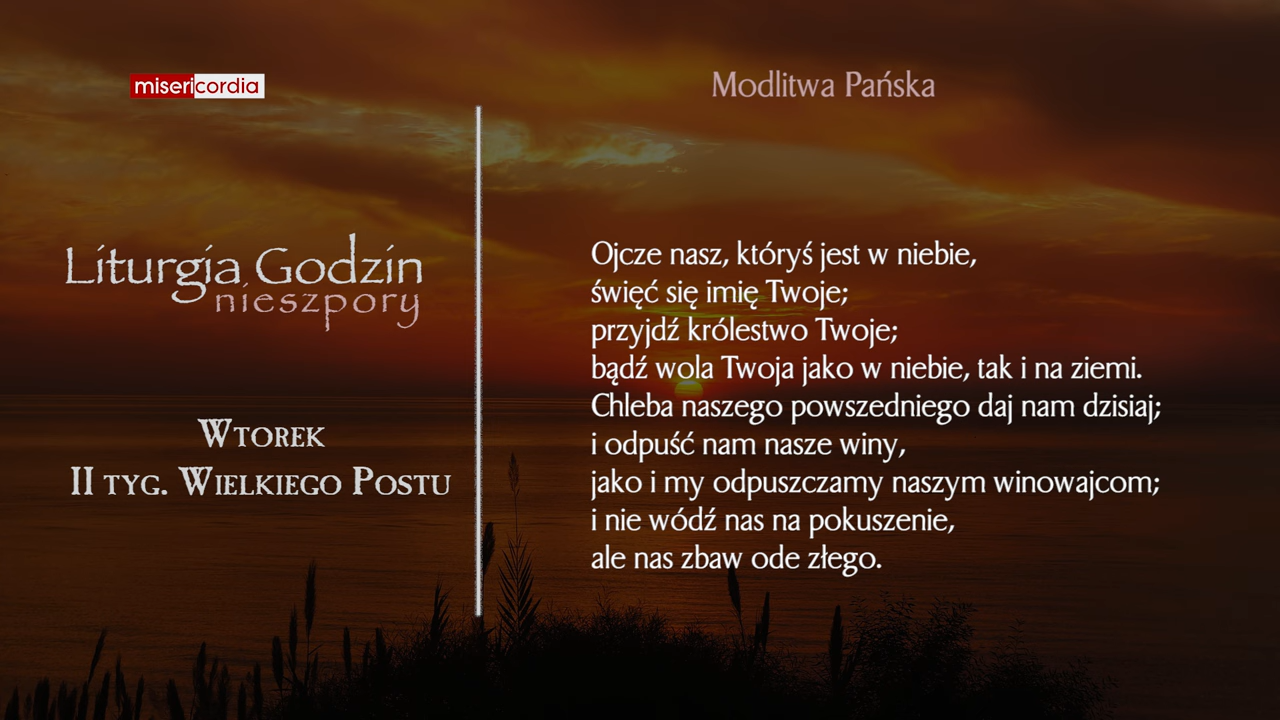 misericordia
Liturgia Godzin
nieszpory
Wtorek
II tyg. Wielkiego Postu
Modlitwa Pańska
Ojcze nasz, któryś jest w niebie,
święć się imię Twoje;
przyjdź królestwo Twoje;
bądź wola Twoja jako w niebie, tak i na ziemi.
Chleba naszego powszedniego daj nam dzisiaj;
i odpuść nam nasze winy,
jako i my odpuszczamy naszym winowajcom;
i nie wódź nas na pokuszenie,
ale nas zbaw ode złego.